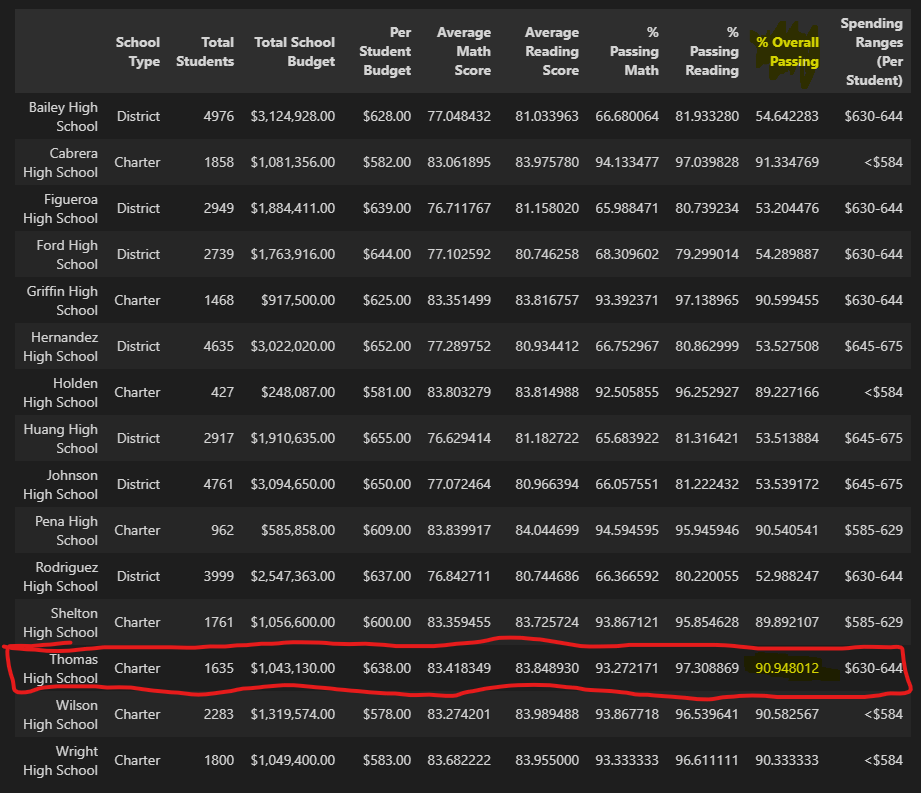 School Type Total Students Total School Budget Per Student Budget Average Math Score Average Reading Score % Passing Math % Passing Reading % Overall Passing Spending Ranges (Per Student)
Bailey High School District 4976 $3,124,928.00 $628.00 77.048432 81.033963 66.680064 81.933280 54.642283 $630-644
Cabrera High School Charter 1858 $1,081,356.00 $582.00 83.061895 83.975780 94.133477 97.039828 91.334769 <$584
Figueroa High School District 2949 $1,884,411.00 $639.00 76.711767 81.158020 65.988471 80.739234 53.204476 $630-644
Ford High School District 2739 $1,763,916.00 $644.00 77.102592 80.746258 68.309602 79.299014 54.289887 $630-644
Griffin High School Charter 1468 $917,500.00 $625.00 83.351499 83.816757 93.392371 97.138965 90.599455 $630-644
Hernandez High School District 4635 $3,022,020.00 $652.00 77.289752 80.934412 66.752967 80.862999 53.527508 $645-675
Holden High School Charter 427 $248,087.00 $581.00 83.803279 83.814988 92.505855 96.252927 89.227166 <$584
Huang High School District 2917 $1,910,635.00 $655.00 76.629414 81.182722 65.683922 81.316421 53.513884 $645-675
Johnson High School District 4761 $3,094,650.00 $650.00 77.072464 80.966394 66.057551 81.222432 53.539172 $645-675
Pena High School Charter 962 $585,858.00 $609.00 83.839917 84.044699 94.594595 95.945946 90.540541 $585-629
Rodriguez High School District 3999 $2,547,363.00 $637.00 76.842711 80.744686 66.366592 80.220055 52.988247 $630-644
Shelton High School Charter 1761 $1,056,600.00 $600.00 83.359455 83.725724 93.867121 95.854628 89.892107 $585-629
Thomas High School Charter 1635 $1,043,130.00 $638.00 83.418349 83.848930 93.272171 97.308869 90.948012 $630-644
Wilson High School Charter 2283 $1,319,574.00 $578.00 83.274201 83.989488 93.867718 96.539641 90.582567 <$584
Wright High School Charter 1800 $1,049,400.00 $583.00 83.682222 83.955000 93.333333 96.611111 90.333333 <$584